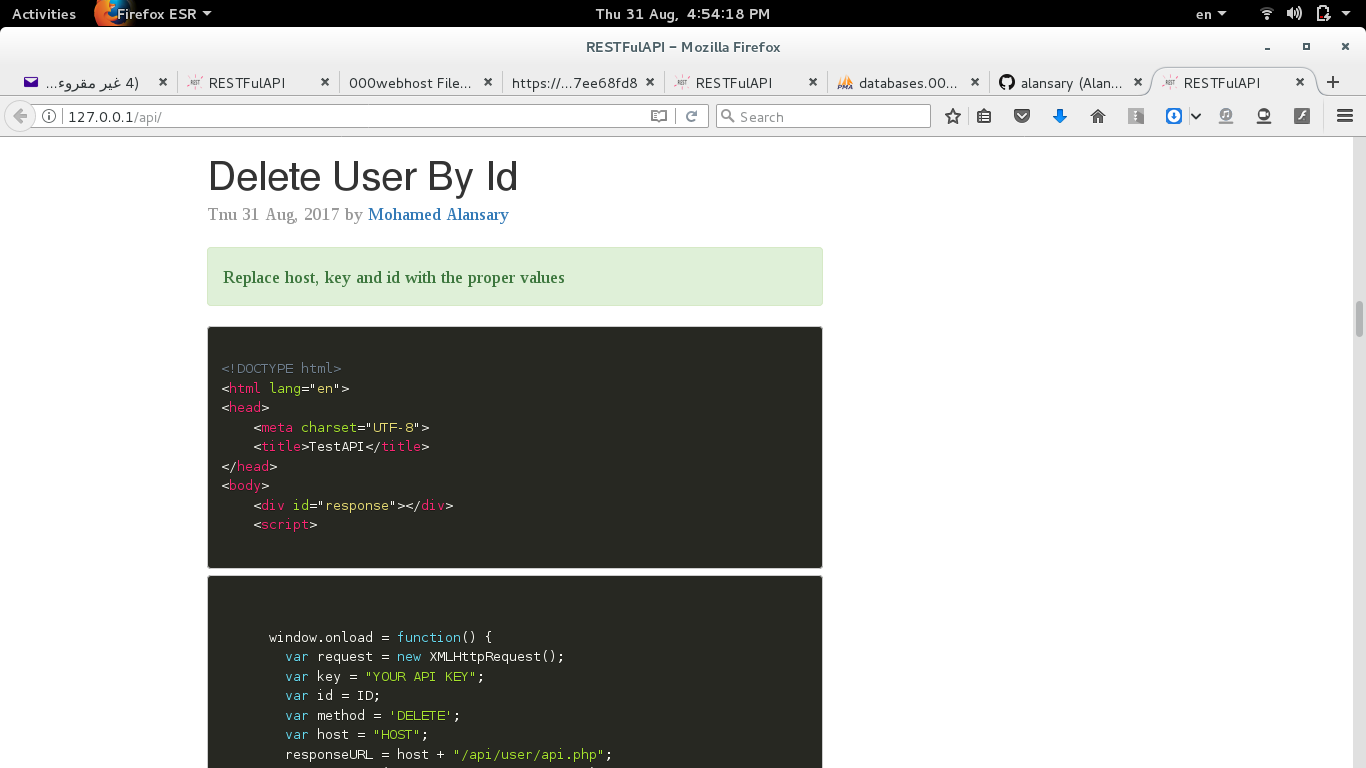 Activities Firefox ESR Thu 31 Aug, 4:54:18 PM en
RESTFulAPI – Mozilla Firefox
(4 غير مقروء... RESTFulAPI 000webhost File... https:/...7ee68fd8 RESTFulAPI databases.00... alansary (Alan... RESTFulAPI
127.0.0.1/api/ Search
Delete User By Id
Tnu 31 Aug, 2017 by Mohamed Alansary
Replace host, key and id with the proper values
<!DOCTYPE html>
<html lang="en">
<head>
    <meta charset="UTF-8">
    <title>TestAPI</title>
</head>
<body>
    <div id="response"></div>
    <script>
window.onload = function() {
  var request = new XMLHttpRequest();
  var key = "YOUR API KEY";
  var id = ID;
  var method = 'DELETE';
  var host = "HOST";
  responseURL = host + "/api/user/api.php";